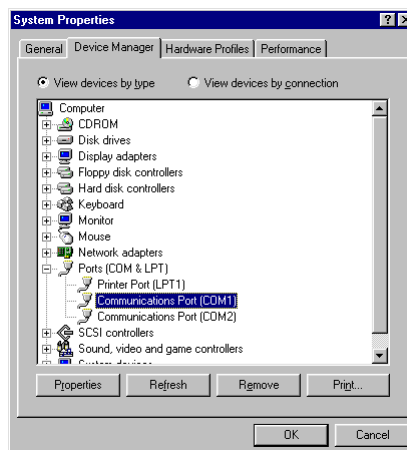 System Properties
General Device Manager Hardware Profiles Performance
View devices by type View devices by connection
Computer
CDROM
Disk drives
Display adapters
Floppy disk controllers
Hard disk controllers
Keyboard
Monitor
Mouse
Network adapters
Ports (COM & LPT)
Printer Port (LPT1)
Communications Port (COM1)
Communications Port (COM2)
SCSI controllers
Sound, video and game controllers
System devices
Properties Refresh Remove Print...
OK Cancel